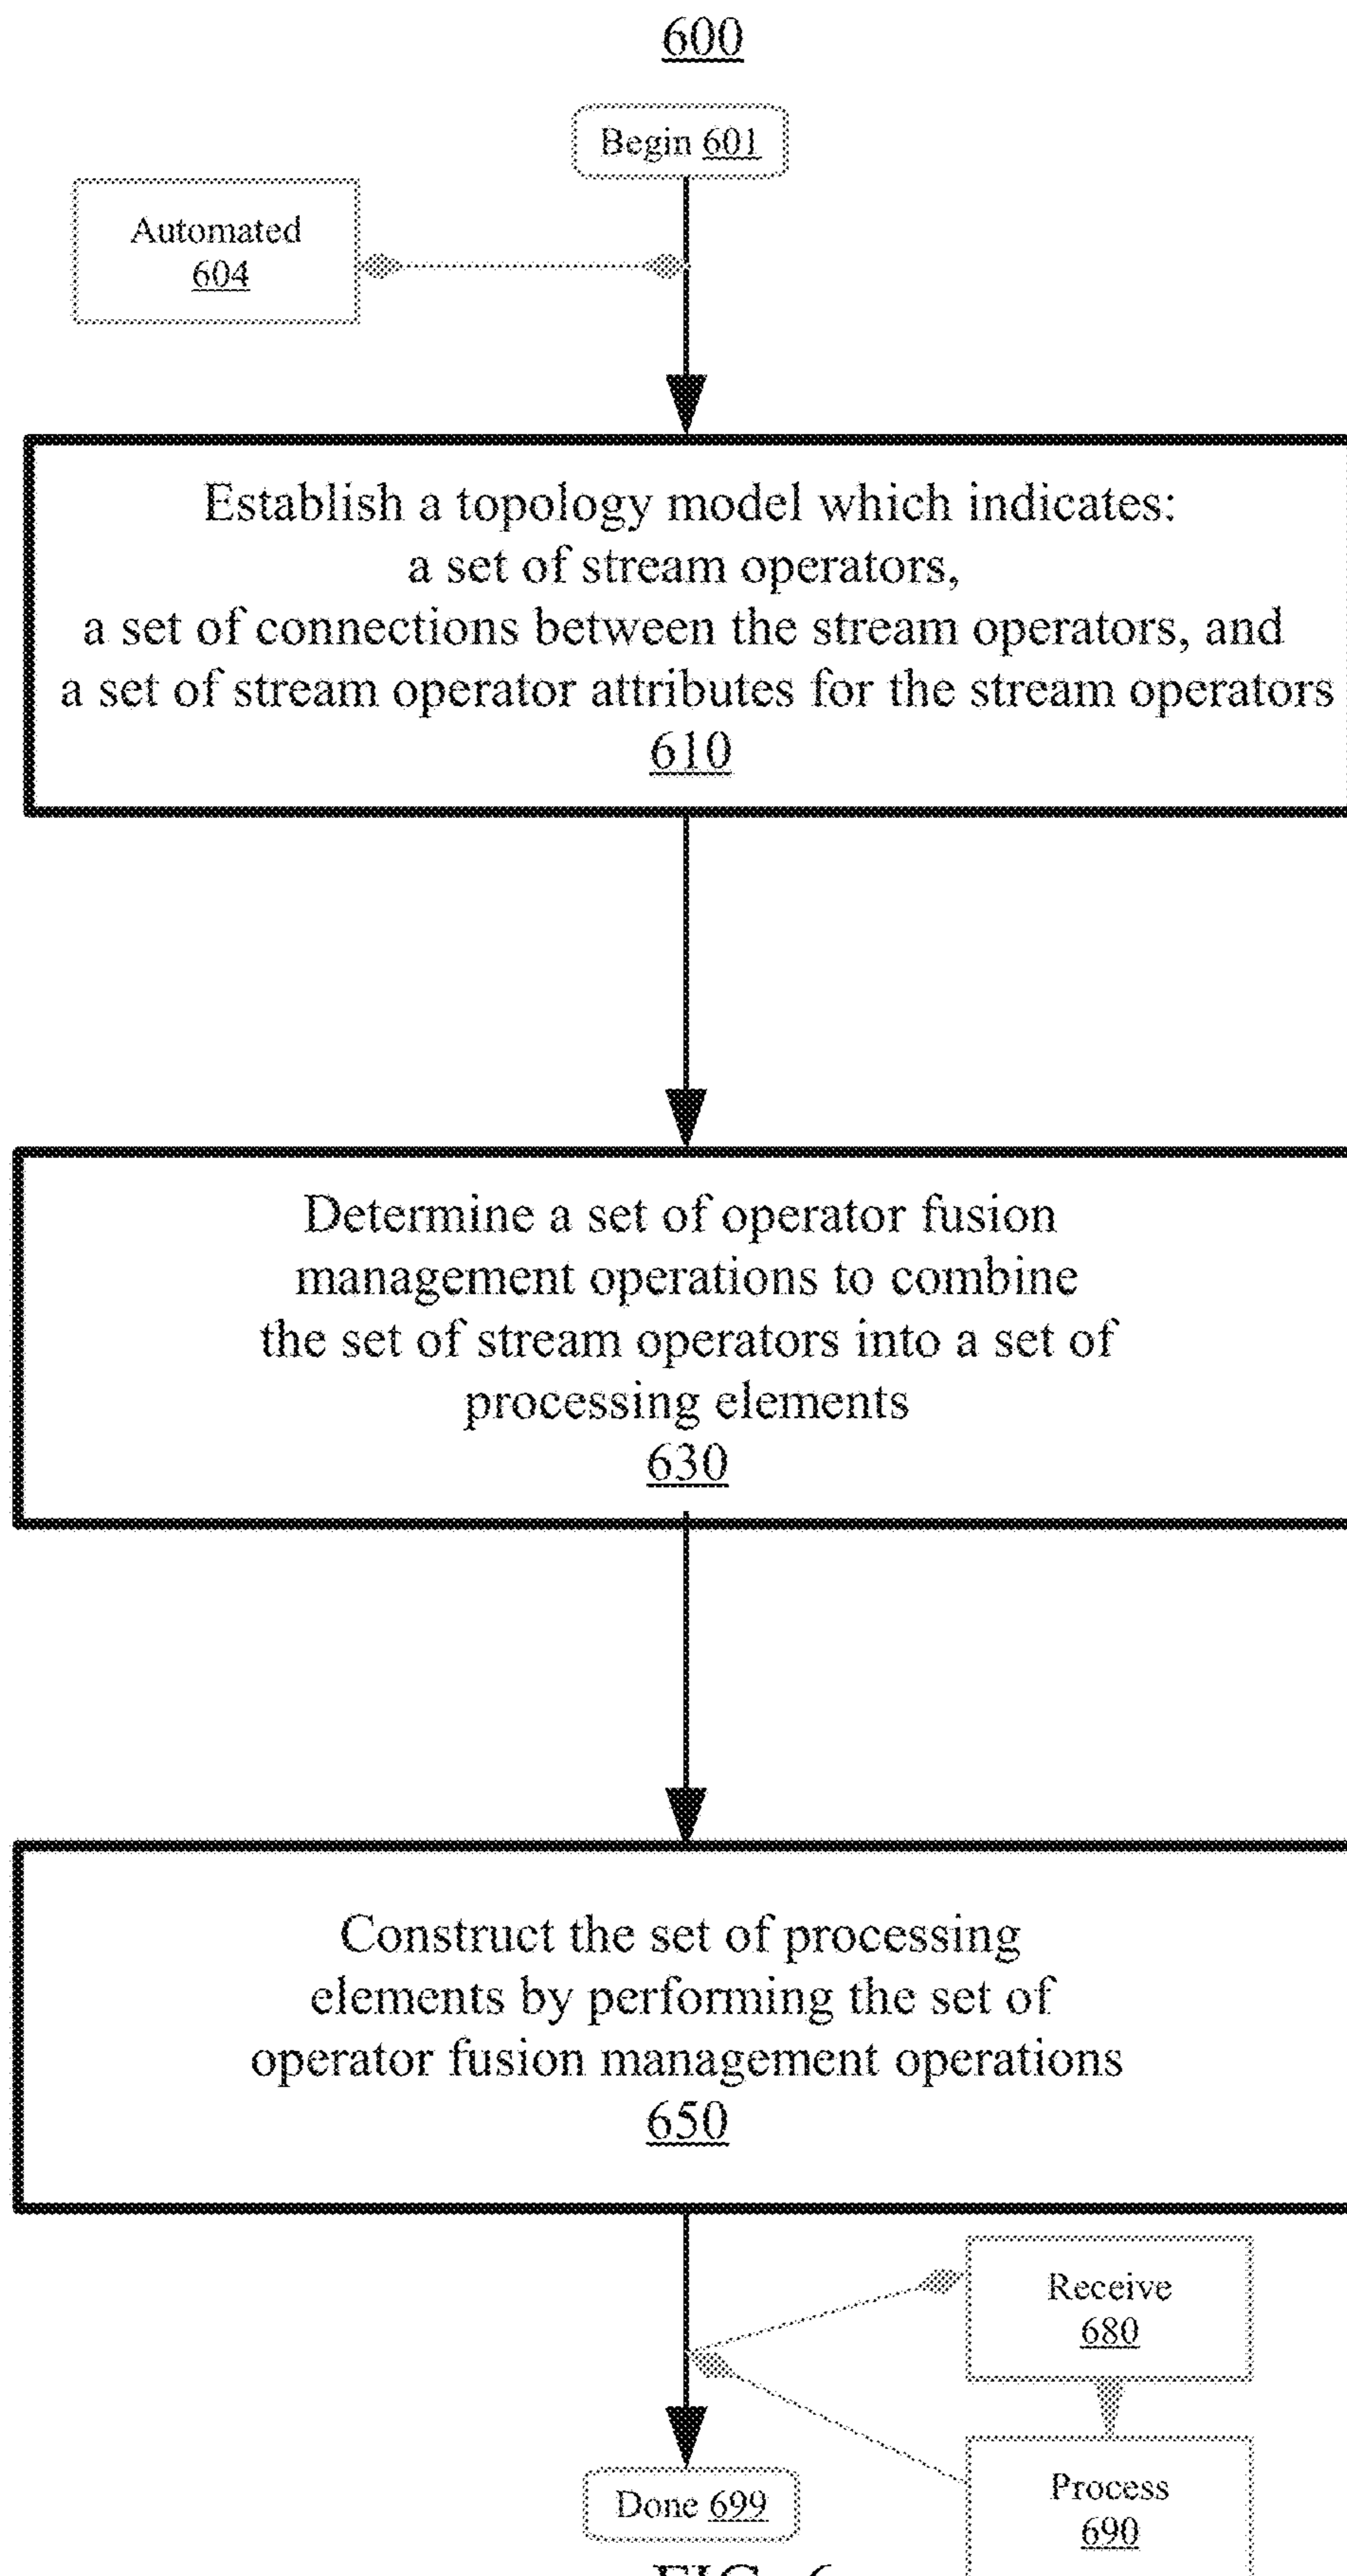 600
Begin 601
Automated
604
Establish a topology model which indicates:
a set of stream operators,
a set of connections between the stream operators, and
a set of stream operator attributes for the stream operators
610
Determine a set of operator fusion
management operations to combine
the set of stream operators into a set of
processing elements
630
Construct the set of processing
elements by performing the set of
operator fusion management operations
650
Receive
680
Process
690
Done 699
FIG. 6